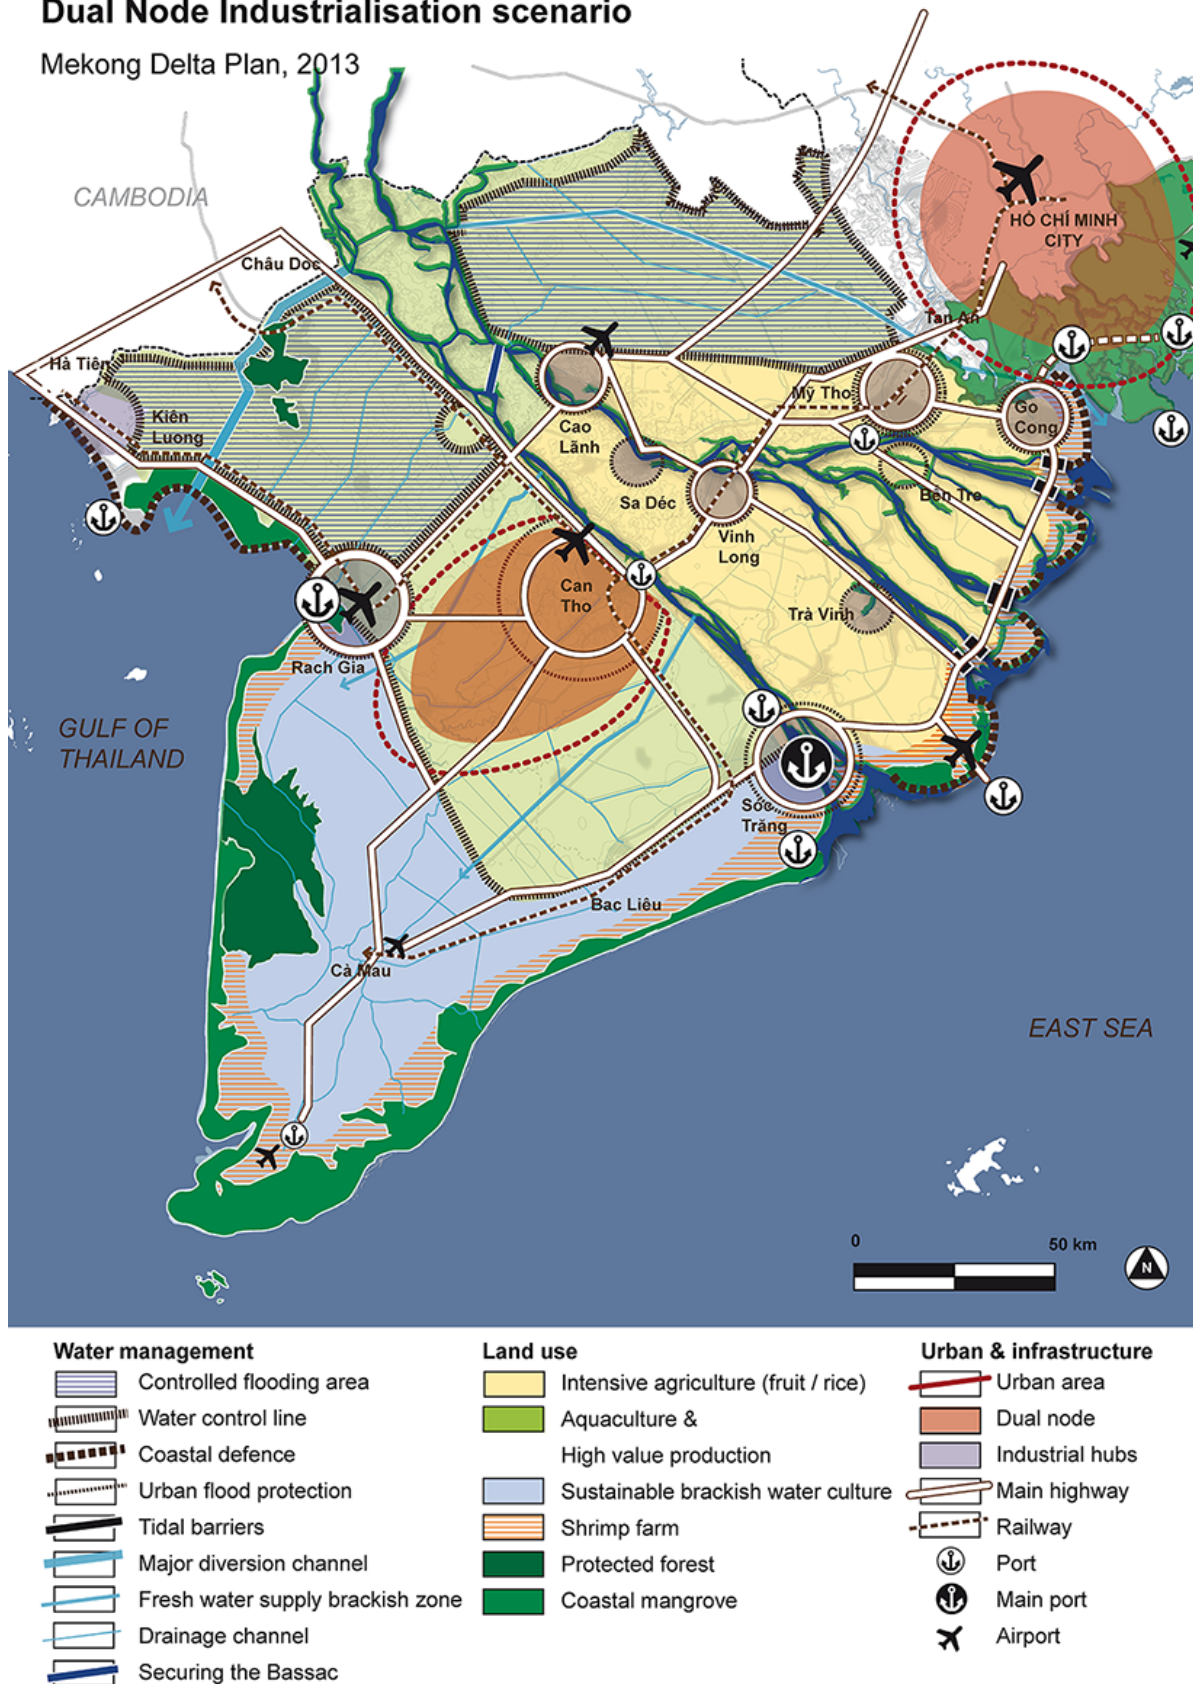 Dual Node Industrialisation scenario
Mekong Delta Plan, 2013
CAMBODIA
HỒ CHÍ MINH
CITY
Châu Doc
Tan An
Hà Tiên
Mỹ Tho
Kiên
Luong
Cao
Lãnh
Go
Cong
Bến Tre
Sa Déc
Vinh
Long
Can
Tho
Trà Vinh
Rach Gia
GULF OF
THAILAND
Sóc
Trăng
Bac Liêu
Cà Mau
EAST SEA
0 50 km
N
Water management
Controlled flooding area
Water control line
Coastal defence
Urban flood protection
Tidal barriers
Major diversion channel
Fresh water supply brackish zone
Drainage channel
Securing the Bassac
Land use
Intensive agriculture (fruit / rice)
Aquaculture &
High value production
Sustainable brackish water culture
Shrimp farm
Protected forest
Coastal mangrove
Urban & infrastructure
Urban area
Dual node
Industrial hubs
Main highway
Railway
Port
Main port
Airport